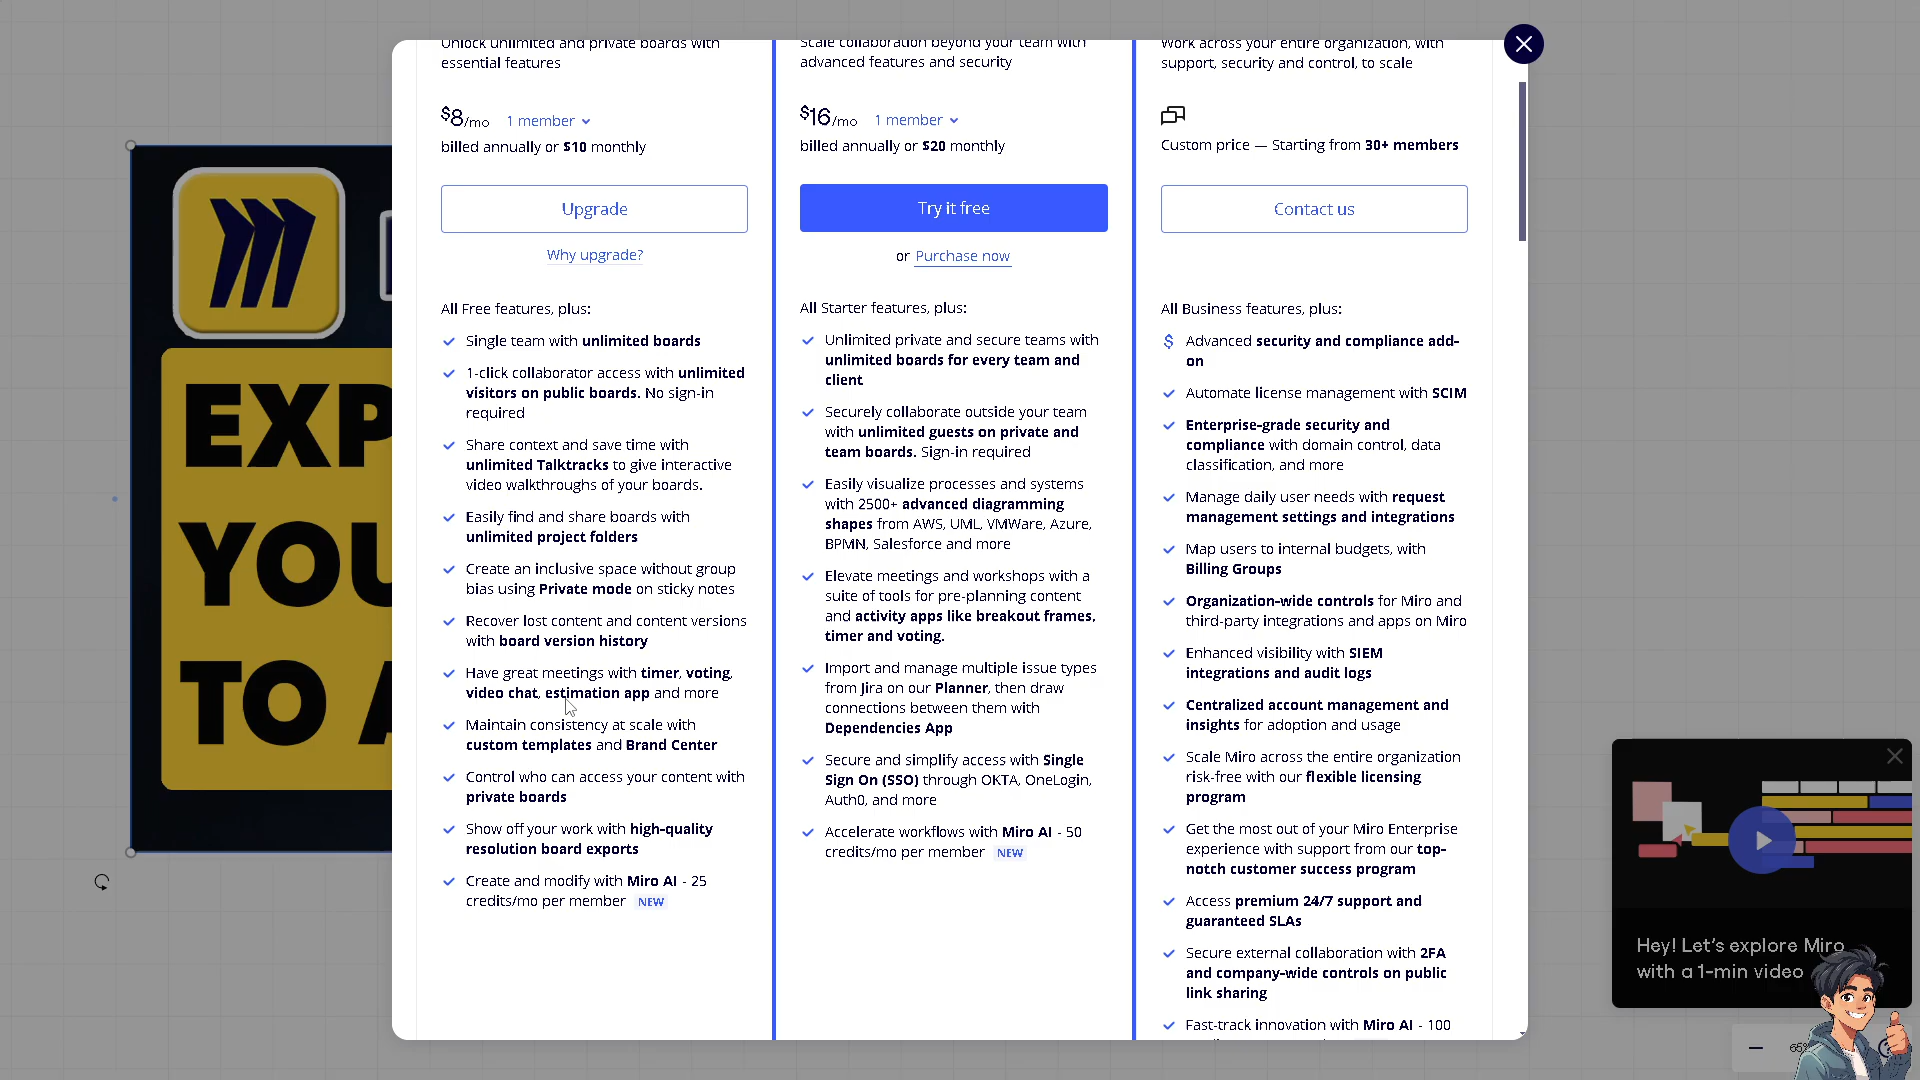 Unlock unlimited and private boards with
essential features
$8/mo 1 member
billed annually or $10 monthly
Upgrade
Why upgrade?
All Free features, plus:
Single team with unlimited boards
1-click collaborator access with unlimited
visitors on public boards. No sign-in
required
Share context and save time with
unlimited Talktracks to give interactive
video walkthroughs of your boards.
Easily find and share boards with
unlimited project folders
Create an inclusive space without group
bias using Private mode on sticky notes
Recover lost content and content versions
with board version history
Have great meetings with timer, voting,
video chat, estimation app and more
Maintain consistency at scale with
custom templates and Brand Center
Control who can access your content with
private boards
Show off your work with high-quality
resolution board exports
Create and modify with Miro AI - 25
credits/mo per member NEW
Scale collaboration beyond your team with
advanced features and security
$16/mo 1 member
billed annually or $20 monthly
Try it free
or Purchase now
All Starter features, plus:
Unlimited private and secure teams with
unlimited boards for every team and
client
Securely collaborate outside your team
with unlimited guests on private and
team boards. Sign-in required
Easily visualize processes and systems
with 2500+ advanced diagramming
shapes from AWS, UML, VMWare, Azure,
BPMN, Salesforce and more
Elevate meetings and workshops with a
suite of tools for pre-planning content
and activity apps like breakout frames,
timer and voting.
Import and manage multiple issue types
from Jira on our Planner, then draw
connections between them with
Dependencies App
Secure and simplify access with Single
Sign On (SSO) through OKTA, OneLogin,
Auth0, and more
Accelerate workflows with Miro AI - 50
credits/mo per member NEW
Work across your entire organization, with
support, security and control, to scale
Custom price — Starting from 30+ members
Contact us
All Business features, plus:
$ Advanced security and compliance add-
on
Automate license management with SCIM
Enterprise-grade security and
compliance with domain control, data
classification, and more
Manage daily user needs with request
management settings and integrations
Map users to internal budgets, with
Billing Groups
Organization-wide controls for Miro and
third-party integrations and apps on Miro
Enhanced visibility with SIEM
integrations and audit logs
Centralized account management and
insights for adoption and usage
Scale Miro across the entire organization
risk-free with our flexible licensing
program
Get the most out of your Miro Enterprise
experience with support from our top-
notch customer success program
Access premium 24/7 support and
guaranteed SLAs
Secure external collaboration with 2FA
and company-wide controls on public
link sharing
Fast-track innovation with Miro AI - 100
EXP
YOU
TO A
Hey! Let's explore Miro
with a 1-min video